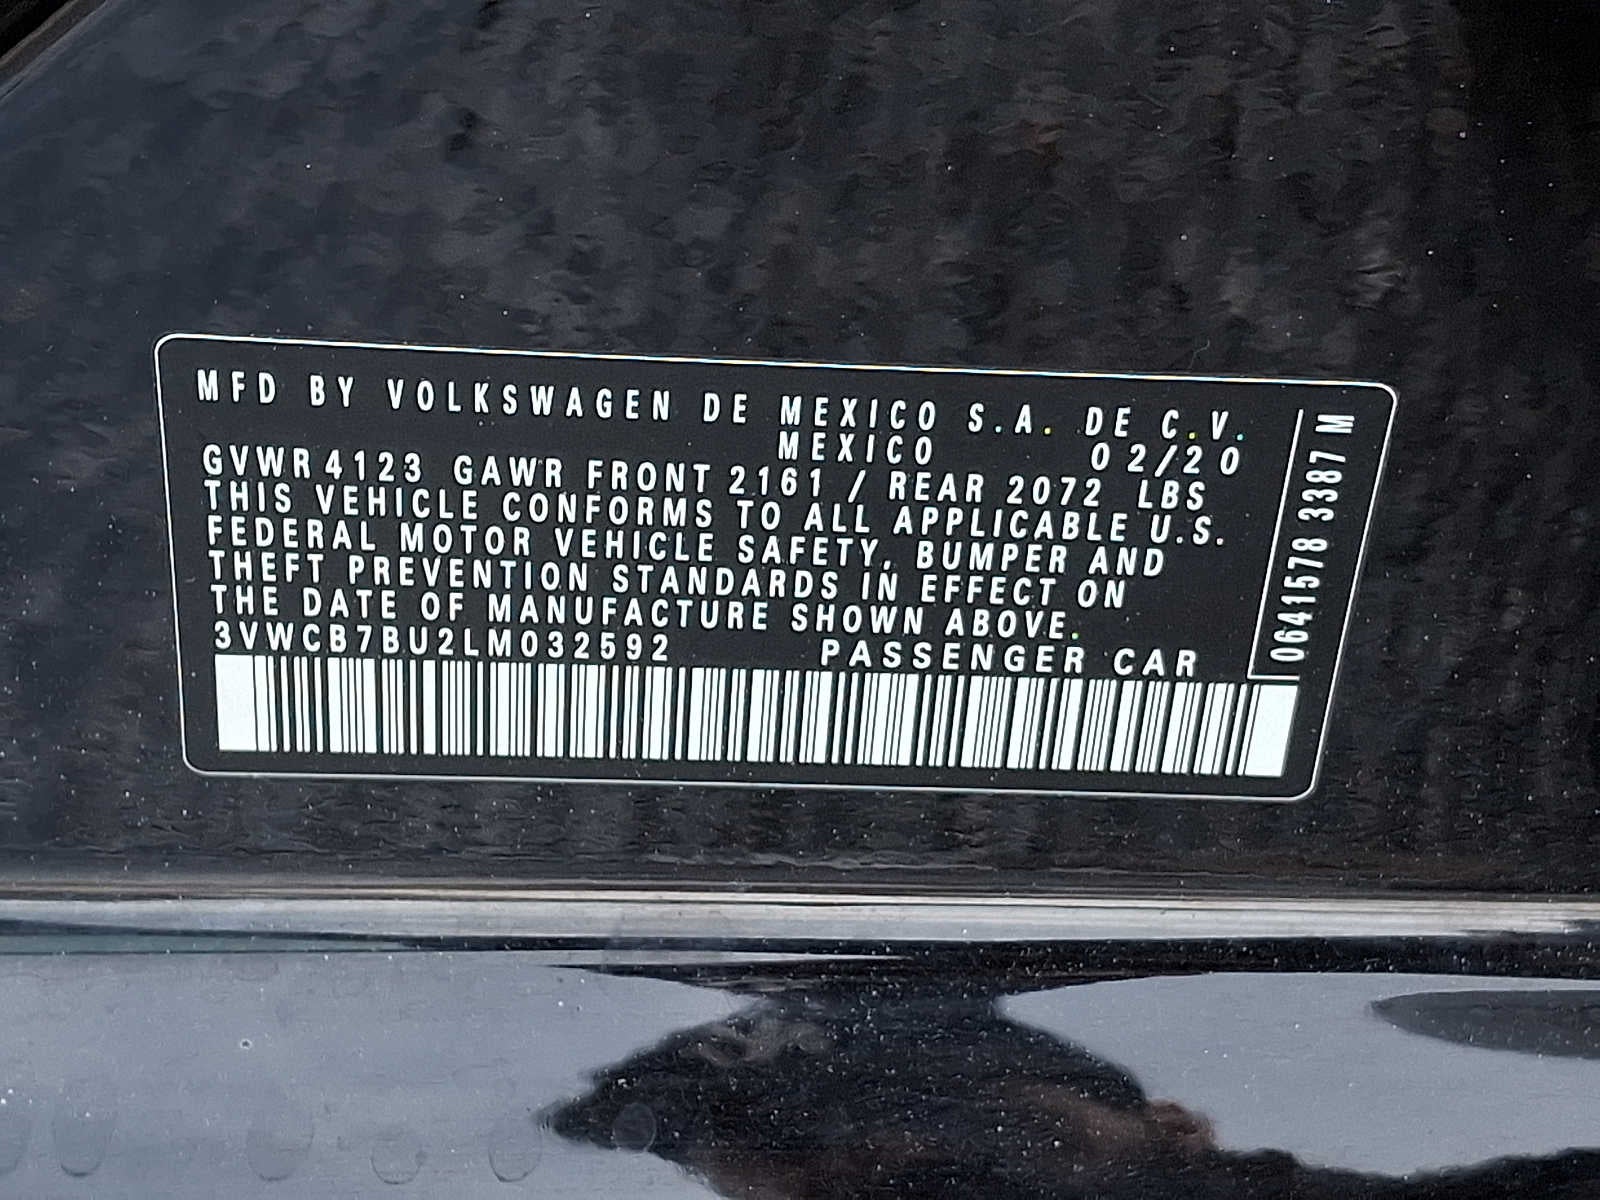 MFD BY VOLKSWAGEN DE MEXICO S.A. DE C.V.
MEXICO 02/20
GVWR 4123 GAWR FRONT 2161 / REAR 2072 LBS
THIS VEHICLE CONFORMS TO ALL APPLICABLE U.S.
FEDERAL MOTOR VEHICLE SAFETY, BUMPER AND
THEFT PREVENTION STANDARDS IN EFFECT ON
THE DATE OF MANUFACTURE SHOWN ABOVE.
3VWCB7BU2LM032592 PASSENGER CAR
0641578 3387 M